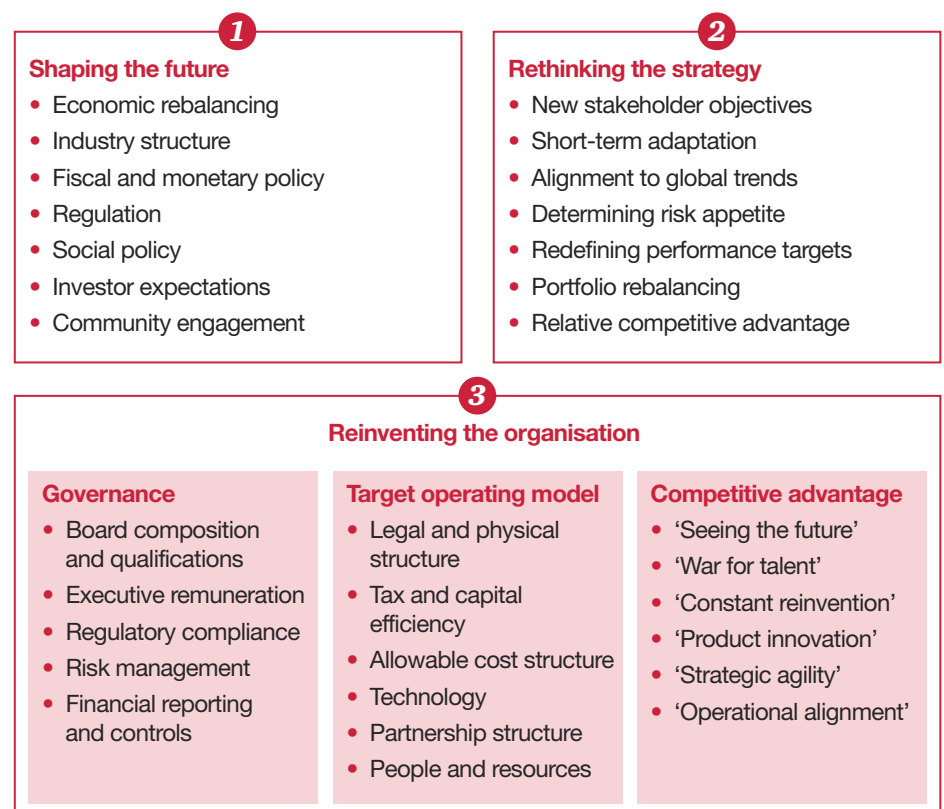 1
Shaping the future
• Economic rebalancing
• Industry structure
• Fiscal and monetary policy
• Regulation
• Social policy
• Investor expectations
• Community engagement
2
Rethinking the strategy
• New stakeholder objectives
• Short-term adaptation
• Alignment to global trends
• Determining risk appetite
• Redefining performance targets
• Portfolio rebalancing
• Relative competitive advantage
3
Reinventing the organisation
Governance
• Board composition
and qualifications
• Executive remuneration
• Regulatory compliance
• Risk management
• Financial reporting
and controls
Target operating model
• Legal and physical
structure
• Tax and capital
efficiency
• Allowable cost structure
• Technology
• Partnership structure
• People and resources
Competitive advantage
• ‘Seeing the future’
• ‘War for talent’
• ‘Constant reinvention’
• ‘Product innovation’
• ‘Strategic agility’
• ‘Operational alignment’